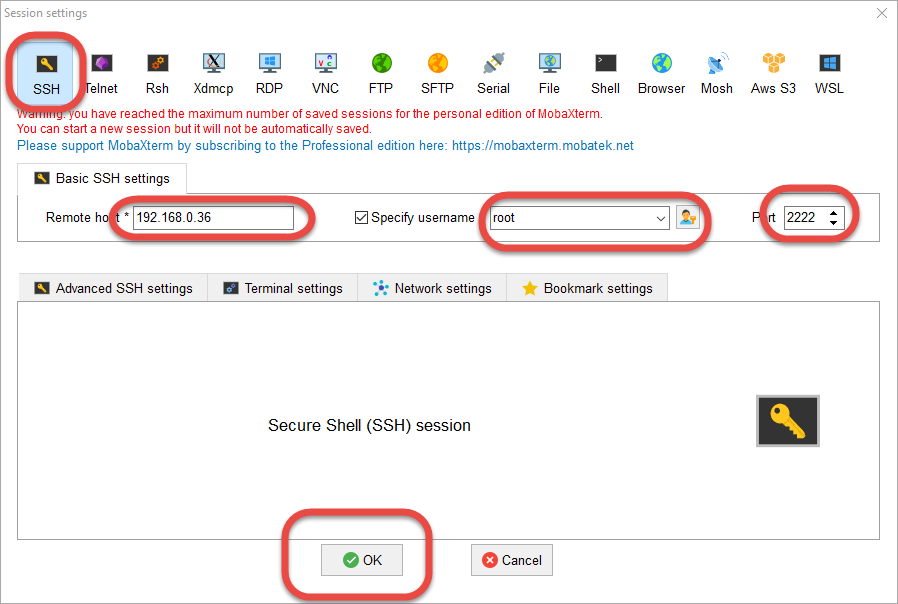 Session settings
SSH Telnet Rsh Xdmcp RDP VNC FTP SFTP Serial File Shell Browser Mosh Aws S3 WSL
Warning: you have reached the maximum number of saved sessions for the personal edition of MobaXterm.
You can start a new session but it will not be automatically saved.
Please support MobaXterm by subscribing to the Professional edition here: https://mobaxterm.mobatek.net
Basic SSH settings
Remote host * 192.168.0.36 Specify username root Port 2222
Advanced SSH settings Terminal settings Network settings Bookmark settings
Secure Shell (SSH) session
OK Cancel